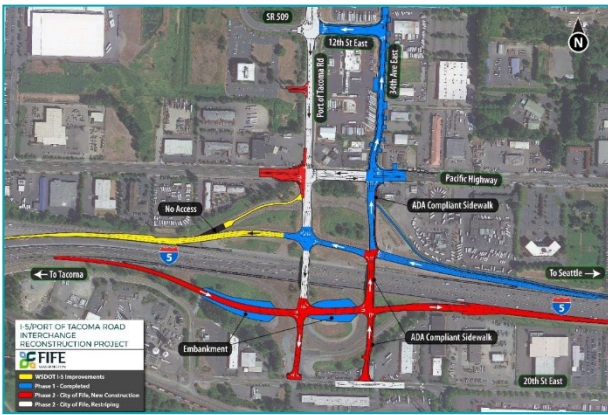 SR 509
12th St East
N
Port of Tacoma Rd
34th Ave East
Pacific Highway
No Access
ADA Compliant Sidewalk
5
To Tacoma
To Seattle
5
I-5/PORT OF TACOMA ROAD
INTERCHANGE
RECONSTRUCTION PROJECT
FIFE
WASHINGTON
Embankment
ADA Compliant Sidewalk
WSDOT I-5 Improvements
Phase 1 - Completed
Phase 2 - City of Fife, New Construction
Phase 2 - City of Fife, Restriping
20th St East